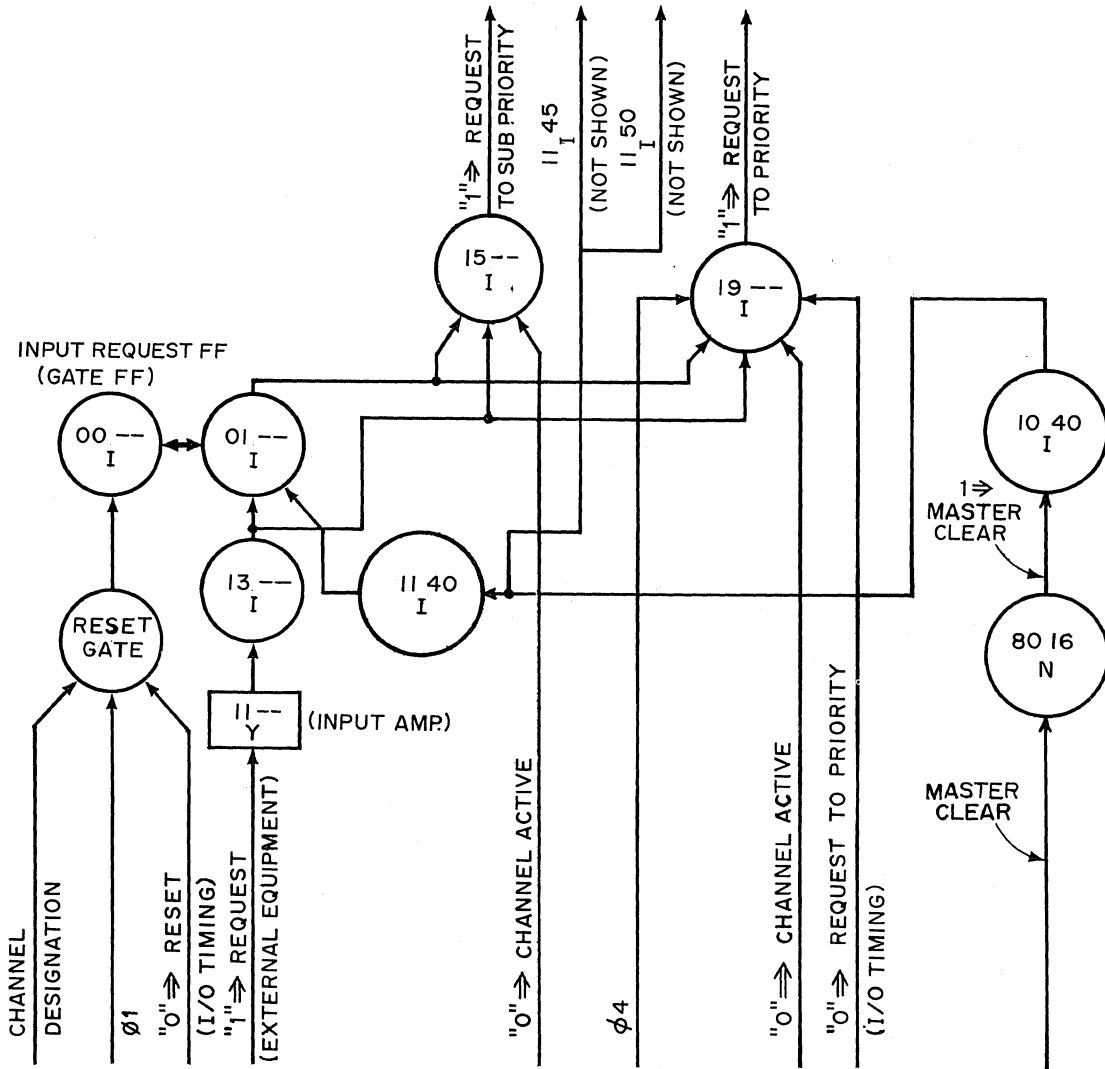 "1"⇒ REQUEST
TO SUB PRIORITY
11 45
I
(NOT SHOWN)
11 50
I
(NOT SHOWN)
"1"⇒ REQUEST
TO PRIORITY
15 --
I
19 --
I
INPUT REQUEST FF
(GATE FF)
00 --
I
01 --
I
10 40
I
1⇒
MASTER
CLEAR
13 --
I
11 40
I
RESET
GATE
80 16
N
11--
Y
(INPUT AMP.)
MASTER
CLEAR
CHANNEL
DESIGNATION
Ø1
"0"⇒ RESET
(I/O TIMING)
"1"⇒ REQUEST
(EXTERNAL EQUIPMENT)
"0"⇒ CHANNEL ACTIVE
ϕ4
"0"⇒ CHANNEL ACTIVE
"0"⇒ REQUEST TO PRIORITY
(I/O TIMING)